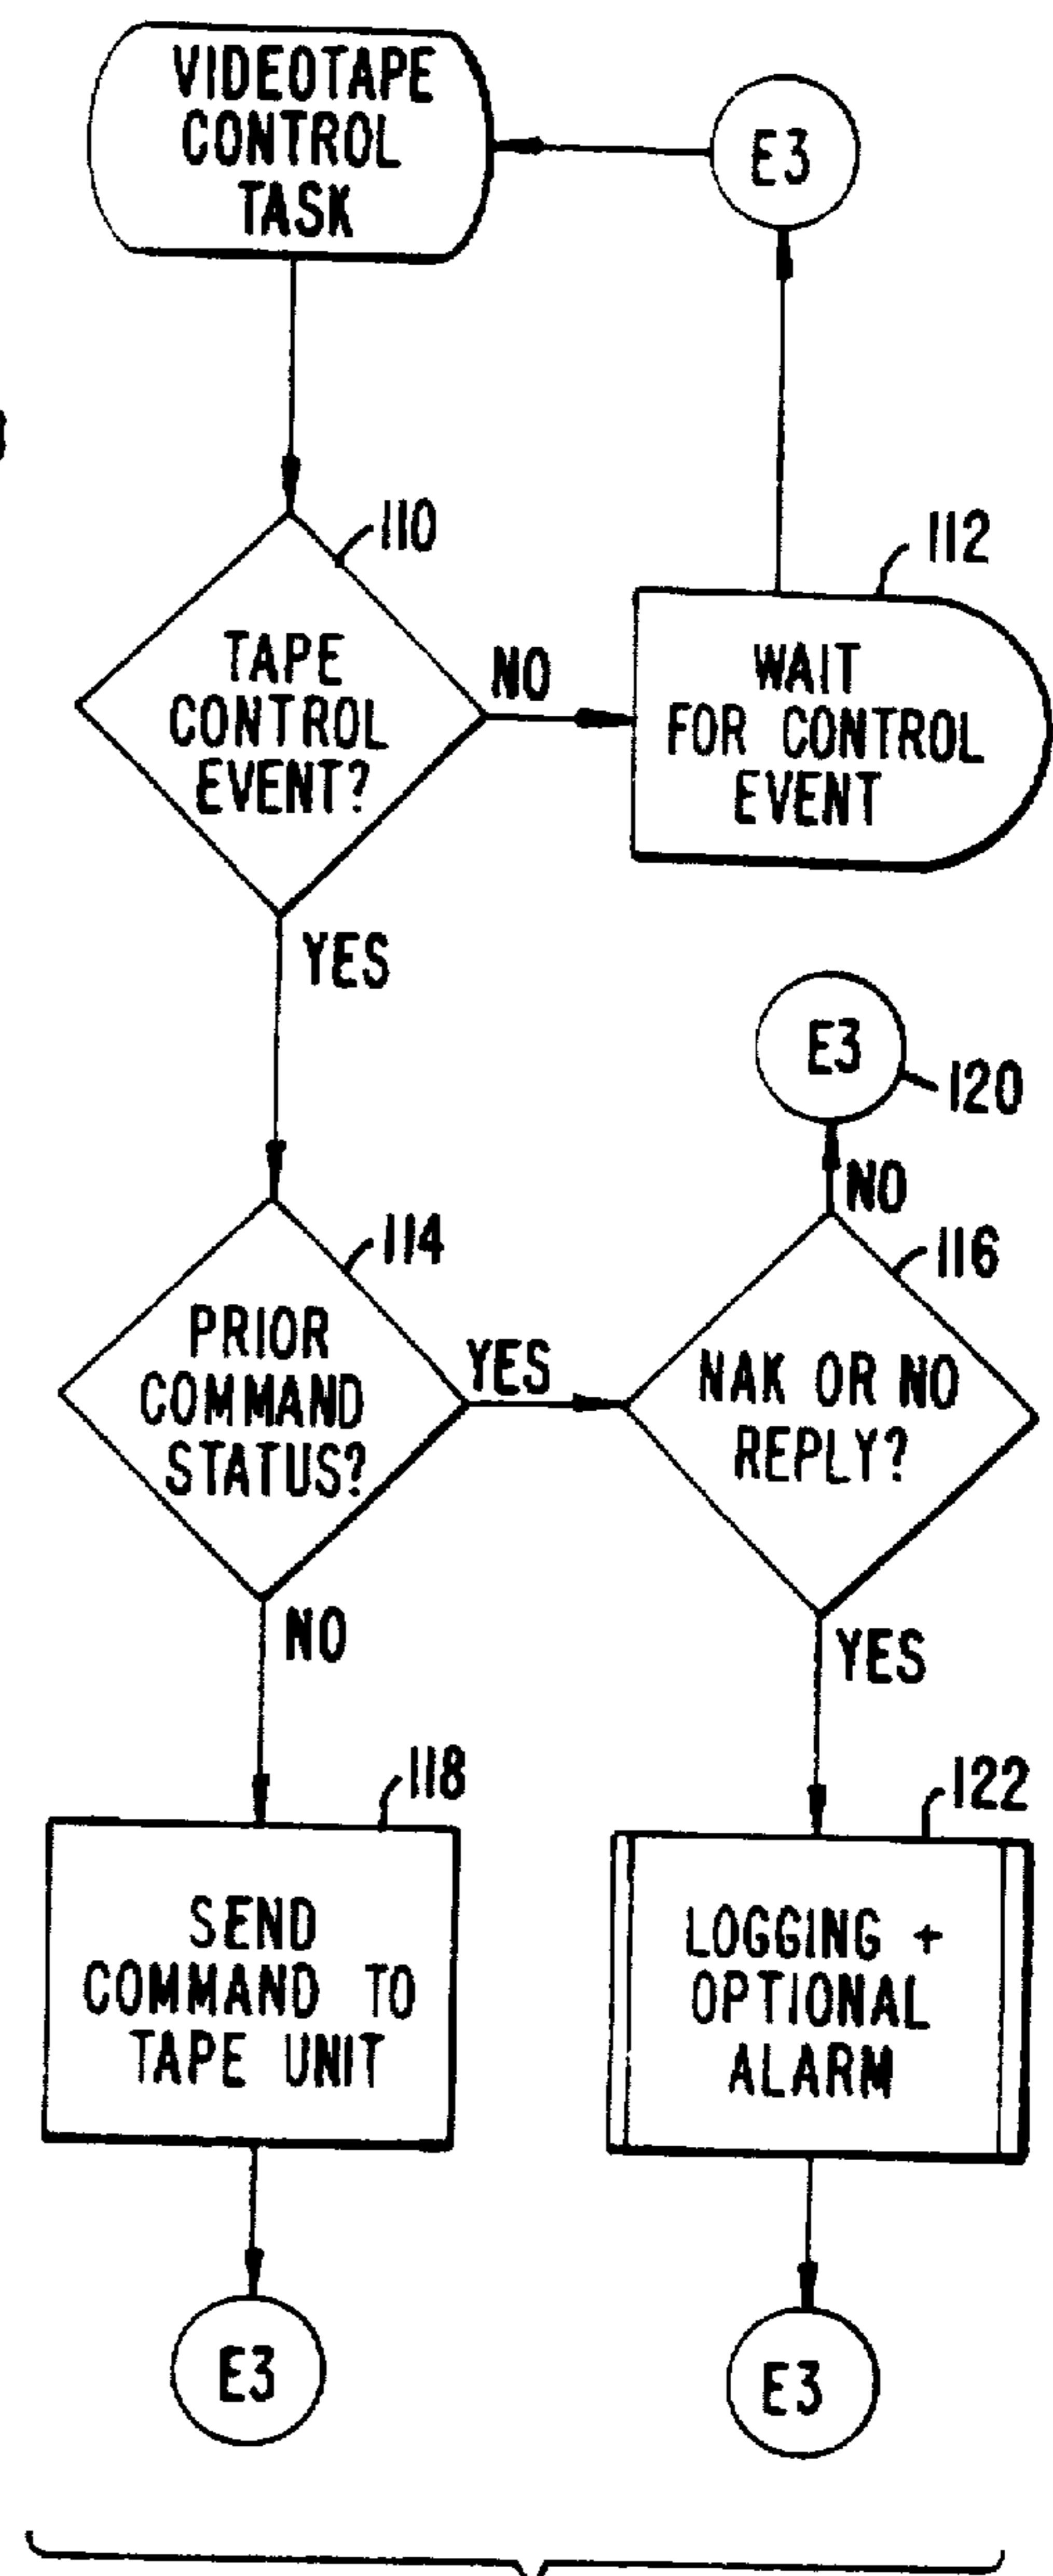 VIDEOTAPE
CONTROL
TASK
E3
110
112
TAPE
CONTROL
EVENT?
NO
WAIT
FOR CONTROL
EVENT
YES
E3
120
NO
114
116
PRIOR
COMMAND
STATUS?
YES
NAK OR NO
REPLY?
NO
YES
118
122
SEND
COMMAND TO
TAPE UNIT
LOGGING +
OPTIONAL
ALARM
E3
E3